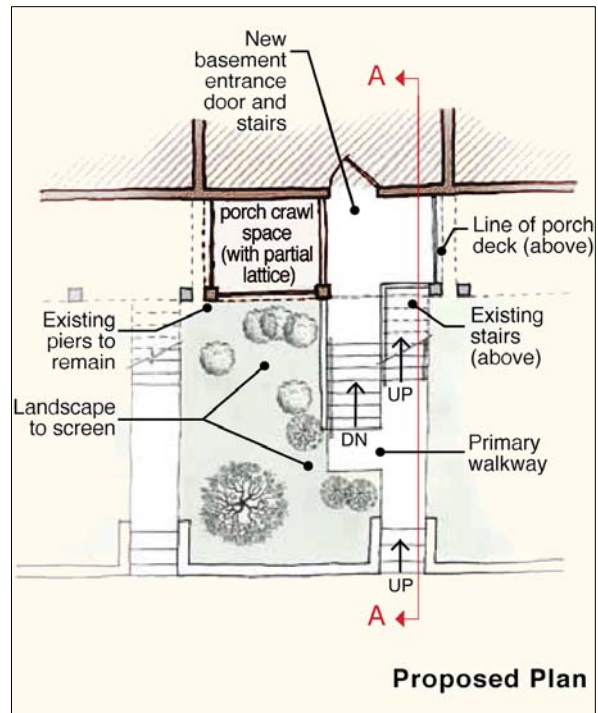 New
basement
entrance
door and
stairs
A
porch crawl
space
(with partial
lattice)
Line of porch
deck (above)
Existing
piers to
remain
Existing
stairs
(above)
Landscape
to screen
UP
DN
Primary
walkway
UP
A
Proposed Plan